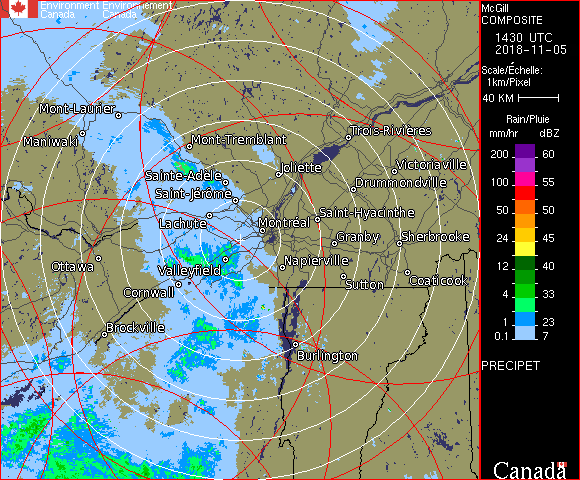 Environment Environnement
Canada Canada
McGill
COMPOSITE
1430 UTC
2018-11-05
Scale/Échelle:
1km/Pixel
40 KM
Rain/Pluie
mm/hr dBZ
200 60
100 55
50 50
24 45
12 40
4 33
1 23
0.1 7
PRECIPET
Canada
Mont-Laurier
Maniwaki
Mont-Tremblant
Trois-Rivières
Sainte-Adèle
Joliette
Victoriaville
Saint-Jérôme
Drummondville
Lachute
Montréal
Saint-Hyacinthe
Granby
Sherbrooke
Ottawa
Valleyfield
Napierville
Cornwall
Sutton
Coaticook
Brockville
Burlington